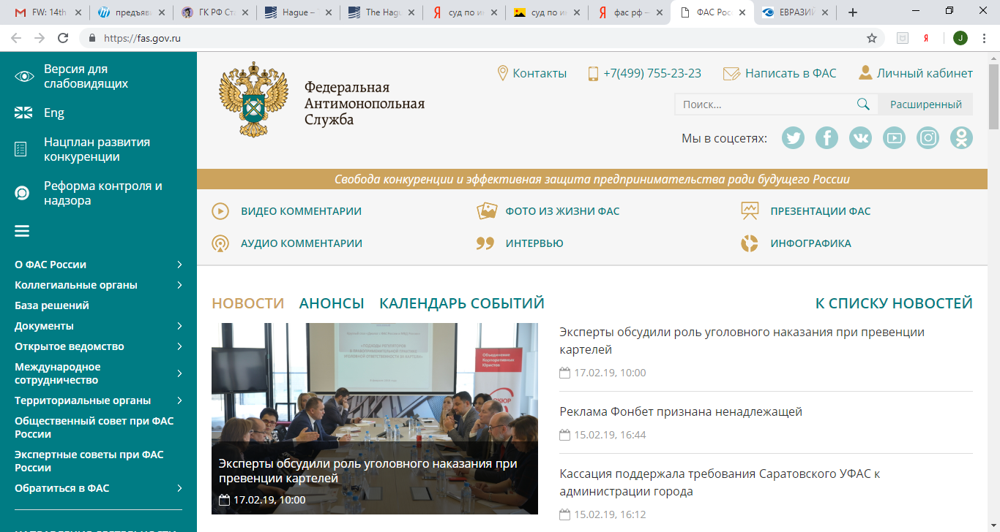 FW: 14th
предъяв
ГК РФ Ст
Hague –
The Hag
суд по и
суд по и
фас рф –
ФАС Рос
ЕВРАЗИЙ
https://fas.gov.ru
J
Версия для
слабовидящих
Eng
Нацплан развития
конкуренции
Реформа контроля и
надзора
О ФАС России
Коллегиальные органы
База решений
Документы
Открытое ведомство
Международное
сотрудничество
Территориальные органы
Общественный совет при ФАС
России
Экспертные советы при ФАС
России
Обратиться в ФАС
Федеральная
Антимонопольная
Служба
Контакты
+7(499) 755-23-23
Написать в ФАС
Личный кабинет
Поиск...
Расширенный
Мы в соцсетях:
Свобода конкуренции и эффективная защита предпринимательства ради будущего России
ВИДЕО КОММЕНТАРИИ
ФОТО ИЗ ЖИЗНИ ФАС
ПРЕЗЕНТАЦИИ ФАС
АУДИО КОММЕНТАРИИ
ИНТЕРВЬЮ
ИНФОГРАФИКА
НОВОСТИ
АНОНСЫ
КАЛЕНДАРЬ СОБЫТИЙ
К СПИСКУ НОВОСТЕЙ
Объединение
Корпоративных
Юристов
Эксперты обсудили роль уголовного наказания при
превенции картелей
17.02.19, 10:00
Эксперты обсудили роль уголовного наказания при превенции
картелей
17.02.19, 10:00
Реклама Фонбет признана ненадлежащей
15.02.19, 16:44
Кассация поддержала требования Саратовского УФАС к
администрации города
15.02.19, 16:12